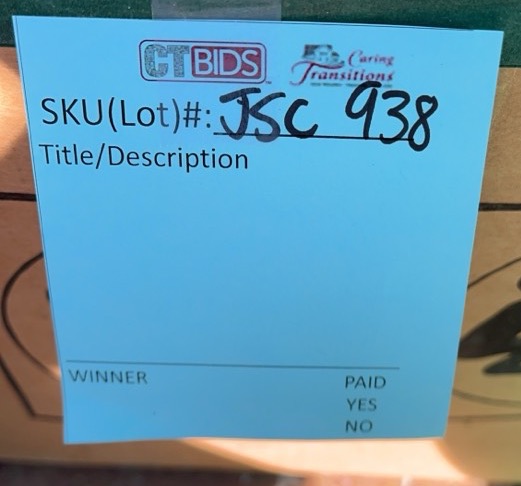 CTBIDS
Caring
Transitions
SKU(Lot)#: JSC 938
Title/Description
WINNER
PAID
YES
NO